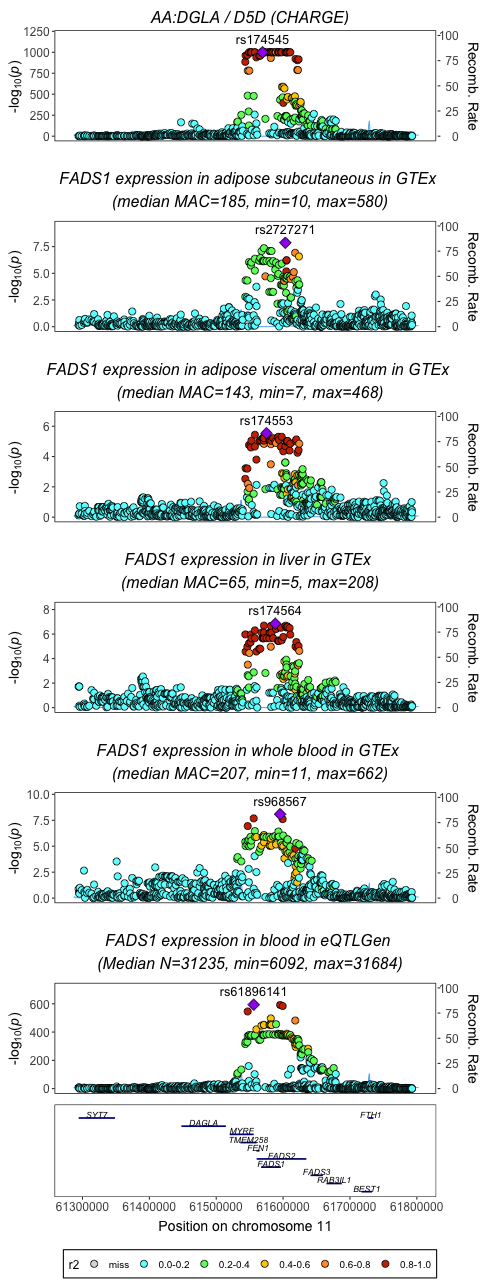 AA:DGLA / D5D (CHARGE)
rs174545
1250
1000
750
500
250
0
-log10(p)
100
75
50
25
0
Recomb. Rate
FADS1 expression in adipose subcutaneous in GTEx
(median MAC=185, min=10, max=580)
rs2727271
7.5
5.0
2.5
0.0
-log10(p)
100
75
50
25
0
Recomb. Rate
FADS1 expression in adipose visceral omentum in GTEx
(median MAC=143, min=7, max=468)
rs174553
6
4
2
0
-log10(p)
100
75
50
25
0
Recomb. Rate
FADS1 expression in liver in GTEx
(median MAC=65, min=5, max=208)
rs174564
8
6
4
2
0
-log10(p)
100
75
50
25
0
Recomb. Rate
FADS1 expression in whole blood in GTEx
(median MAC=207, min=11, max=662)
rs968567
10.0
7.5
5.0
2.5
0.0
-log10(p)
100
75
50
25
0
Recomb. Rate
FADS1 expression in blood in eQTLGen
(Median N=31235, min=6092, max=31684)
rs61896141
600
400
200
0
-log10(p)
100
75
50
25
0
Recomb. Rate
SYT7 FTH1
DAGLA
MYRF
TMEM258
FEN1
FADS2
FADS1
FADS3
RAB3IL1
BEST1
61300000 61400000 61500000 61600000 61700000 61800000
Position on chromosome 11
r2 miss 0.0-0.2 0.2-0.4 0.4-0.6 0.6-0.8 0.8-1.0